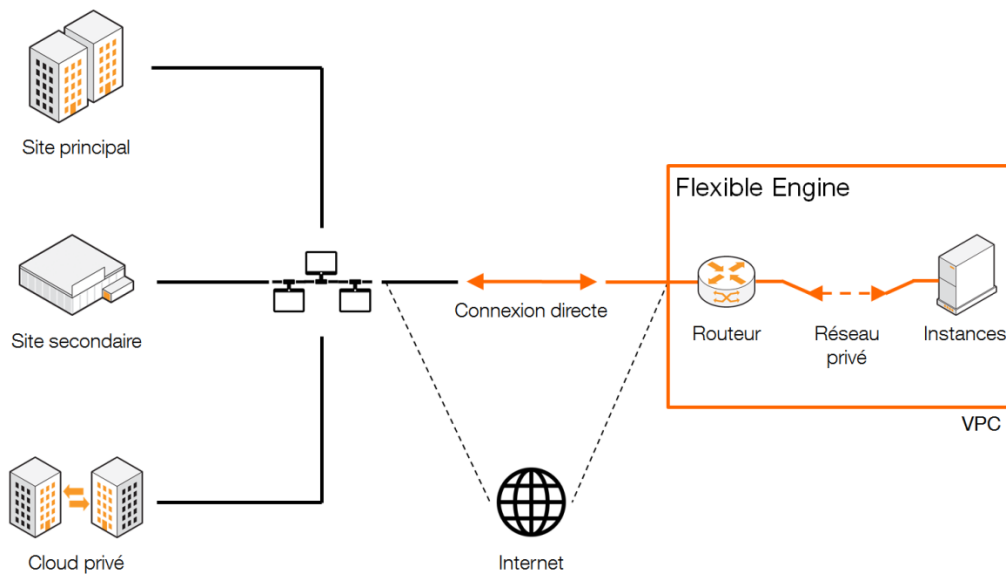 Site principal
Flexible Engine
Site secondaire
Connexion directe
Routeur
Réseau
privé
Instances
VPC
Cloud privé
Internet